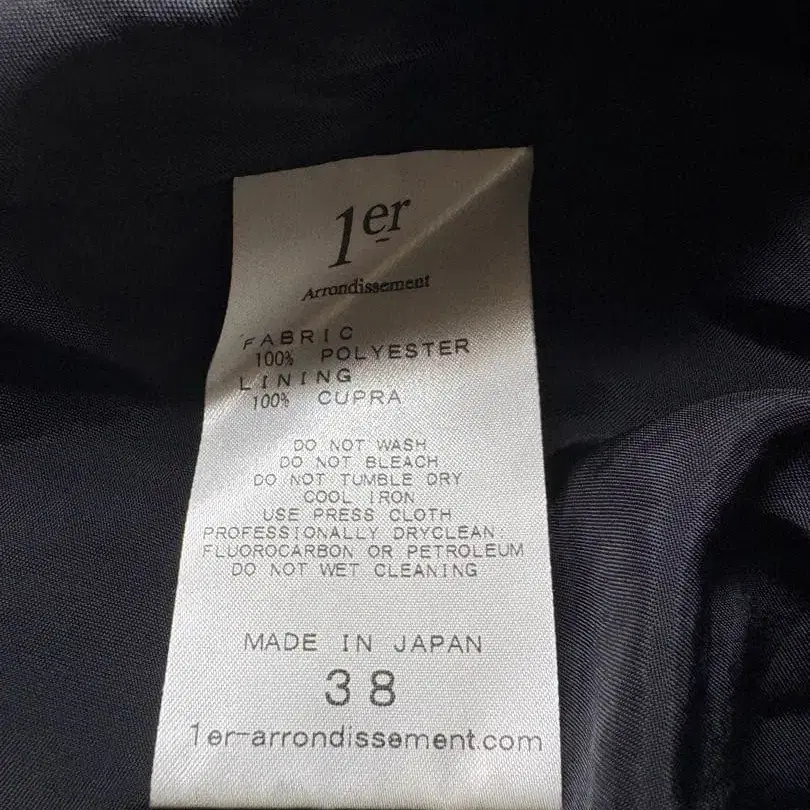 1er
Arrondissement
FABRIC
100% POLYESTER
LINING
100% CUPRA
DO NOT WASH
DO NOT BLEACH
DO NOT TUMBLE DRY
COOL IRON
USE PRESS CLOTH
PROFESSIONALLY DRYCLEAN
FLUOROCARBON OR PETROLEUM
DO NOT WET CLEANING
MADE IN JAPAN
38
1er-arrondissement.com